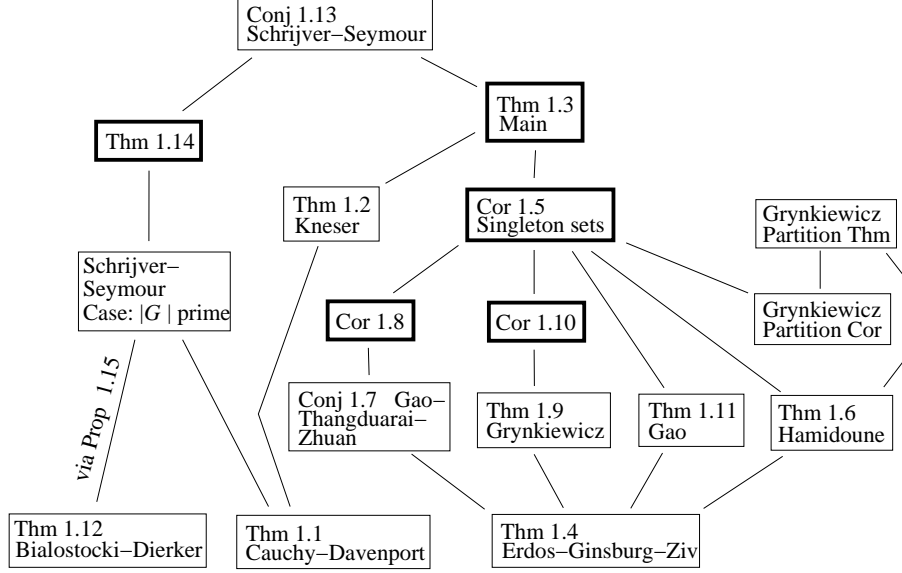 Conj 1.13
Schrijver−Seymour
Thm 1.3
Main
Thm 1.14
Thm 1.2
Kneser
Cor 1.5
Singleton sets
Grynkiewicz
Partition Thm
Schrijver−
Seymour
Case: |G | prime
Cor 1.8
Cor 1.10
Grynkiewicz
Partition Cor
via Prop 1.15
Conj 1.7 Gao−
Thangduarai−
Zhuan
Thm 1.9
Grynkiewicz
Thm 1.11
Gao
Thm 1.6
Hamidoune
Thm 1.12
Bialostocki−Dierker
Thm 1.1
Cauchy−Davenport
Thm 1.4
Erdos−Ginsburg−Ziv